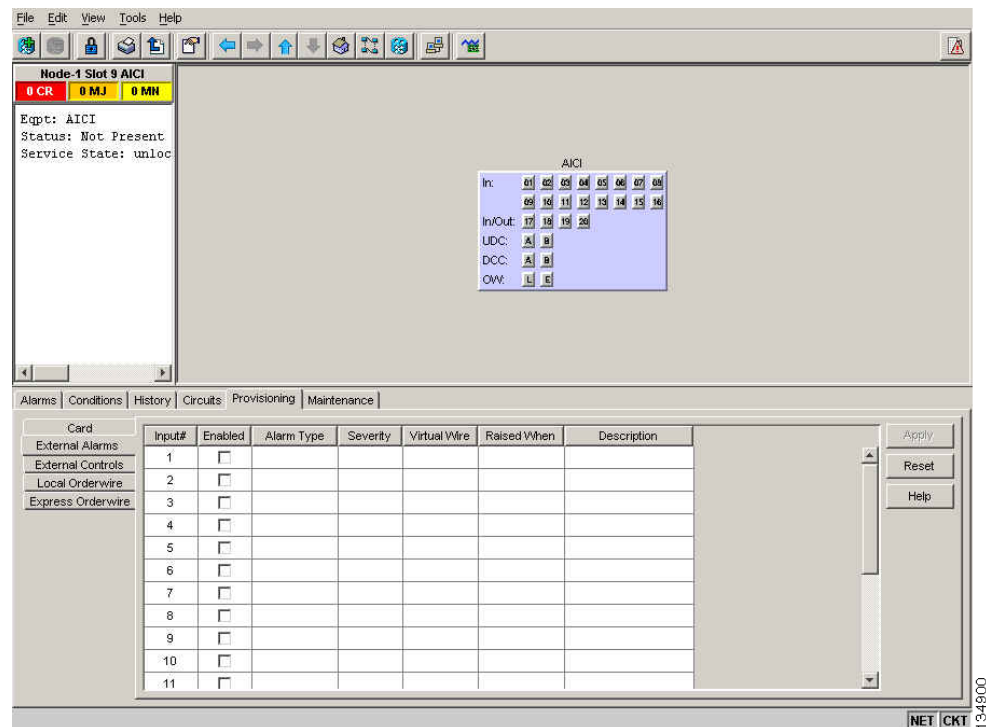 File Edit View Tools Help
Node-1 Slot 9 AICI
0 CR 0 MJ 0 MN
Eqpt: AICI
Status: Not Present
Service State: unloc
AICI
In: 01 02 03 04 05 06 07 08
09 10 11 12 13 14 15 16
In/Out: 17 18 19 20
UDC: A B
DCC: A B
OW: L E
Alarms Conditions History Circuits Provisioning Maintenance
Card
External Alarms
External Controls
Local Orderwire
Express Orderwire
Input# Enabled Alarm Type Severity Virtual Wire Raised When Description
1
2
3
4
5
6
7
8
9
10
11
Apply
Reset
Help
NET CKT
134900